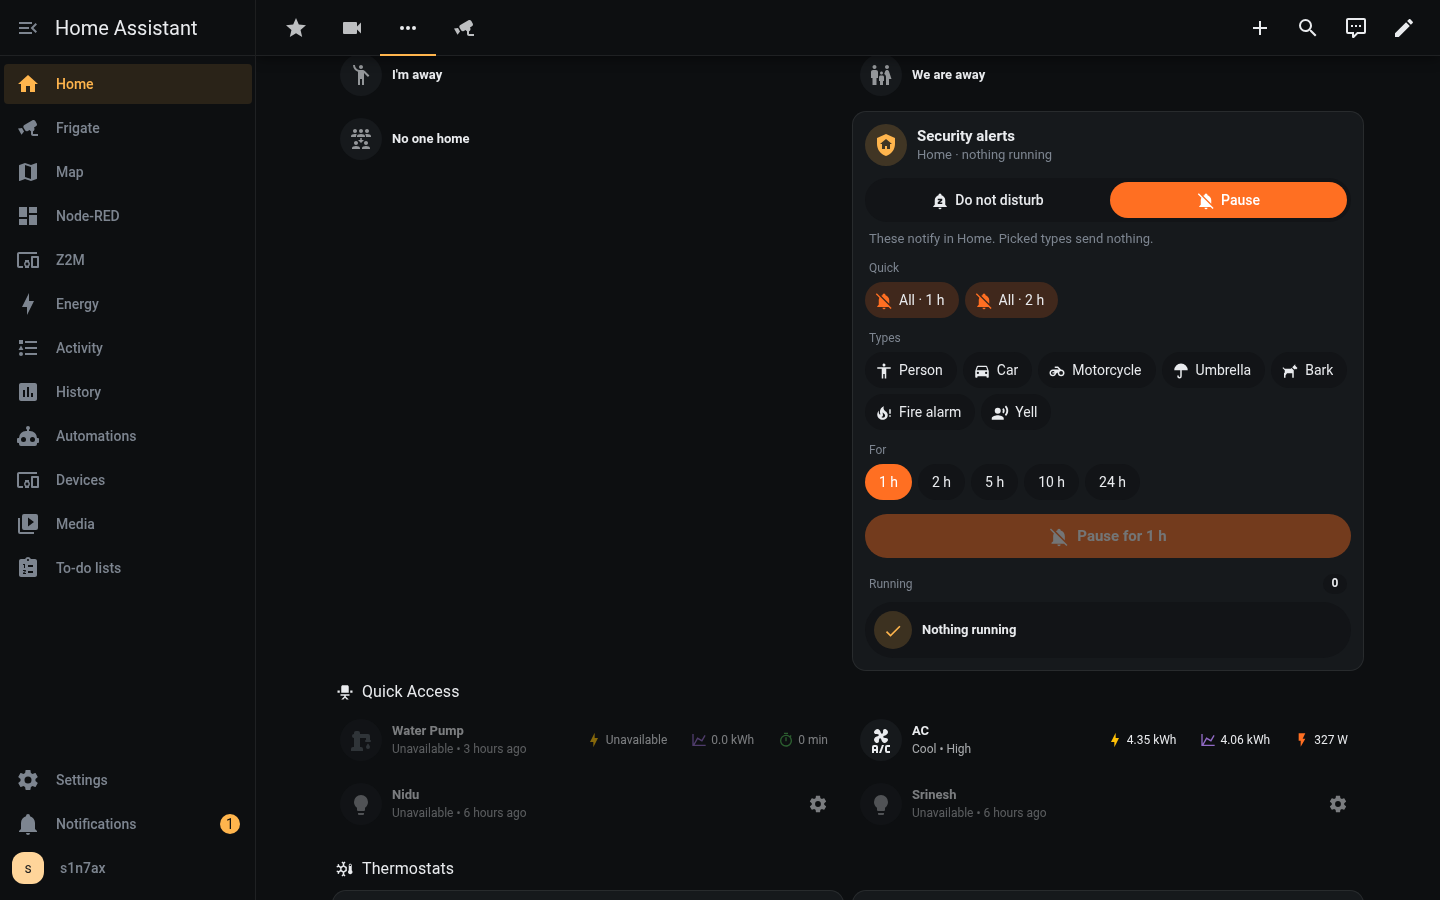 Home Assistant
Home
Frigate
Map
Node-RED
Z2M
Energy
Activity
History
Automations
Devices
Media
To-do lists
Settings
Notifications
1
s
s1n7ax
I'm away
We are away
No one home
Security alerts
Home · nothing running
Do not disturb
Pause
These notify in Home. Picked types send nothing.
Quick
All · 1 h
All · 2 h
Types
Person
Car
Motorcycle
Umbrella
Bark
Fire alarm
Yell
For
1 h
2 h
5 h
10 h
24 h
Pause for 1 h
Running
0
Nothing running
Quick Access
Water Pump
Unavailable • 3 hours ago
Unavailable
0.0 kWh
0 min
A/C
AC
Cool • High
4.35 kWh
4.06 kWh
327 W
Nidu
Unavailable • 6 hours ago
Srinesh
Unavailable • 6 hours ago
Thermostats